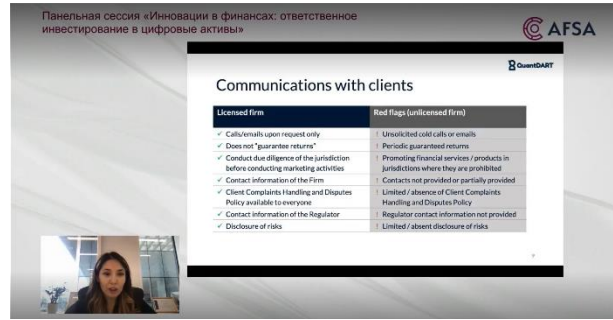 Панельная сессия «Инновации в финансах: ответственное
инвестирование в цифровые активы»
AFSA
QuantDART
Communications with clients
Licensed firm
Red flags (unlicensed firm)
✓ Calls/emails upon request only
! Unsolicited cold calls or emails
✓ Does not "guarantee returns"
! Periodic guaranteed returns
✓ Conduct due diligence of the jurisdiction
before conducting marketing activities
! Promoting financial services / products in
jurisdictions where they are prohibited
✓ Contact information of the Firm
! Contacts not provided or partially provided
✓ Client Complaints Handling and Disputes
Policy available to everyone
! Limited / absence of Client Complaints
Handling and Disputes Policy
✓ Contact information of the Regulator
! Regulator contact information not provided
✓ Disclosure of risks
! Limited / absent disclosure of risks